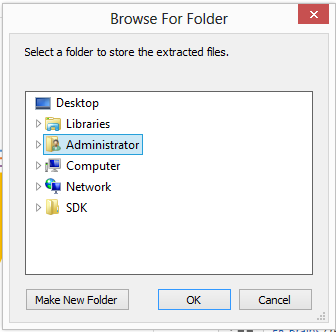 Browse For Folder
Select a folder to store the extracted files.
Desktop
Libraries
Administrator
Computer
Network
SDK
Make New Folder
OK
Cancel